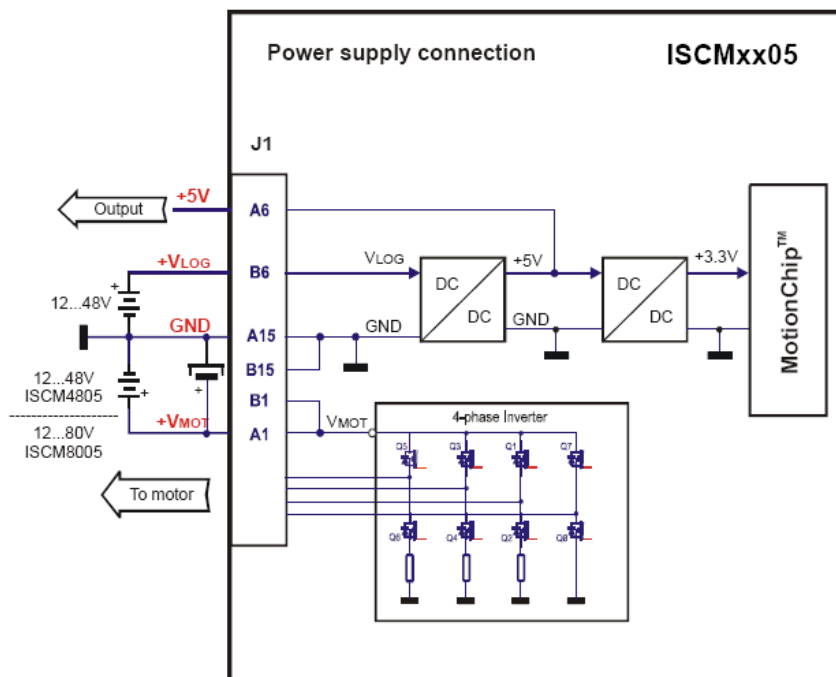 Power supply connection
ISCMxx05
J1
+5V
Output
A6
+VLOG
B6
VLOG
+5V
+3.3V
DC
DC
DC
DC
MotionChip™
+
12...48V
GND
A15
GND
GND
B15
12...48V
ISCM4805
+
+
B1
+VMOT
A1
VMOT
12...80V
ISCM8005
4-phase Inverter
Q5
Q3
Q1
Q7
To motor
Q6
Q4
Q2
Q8